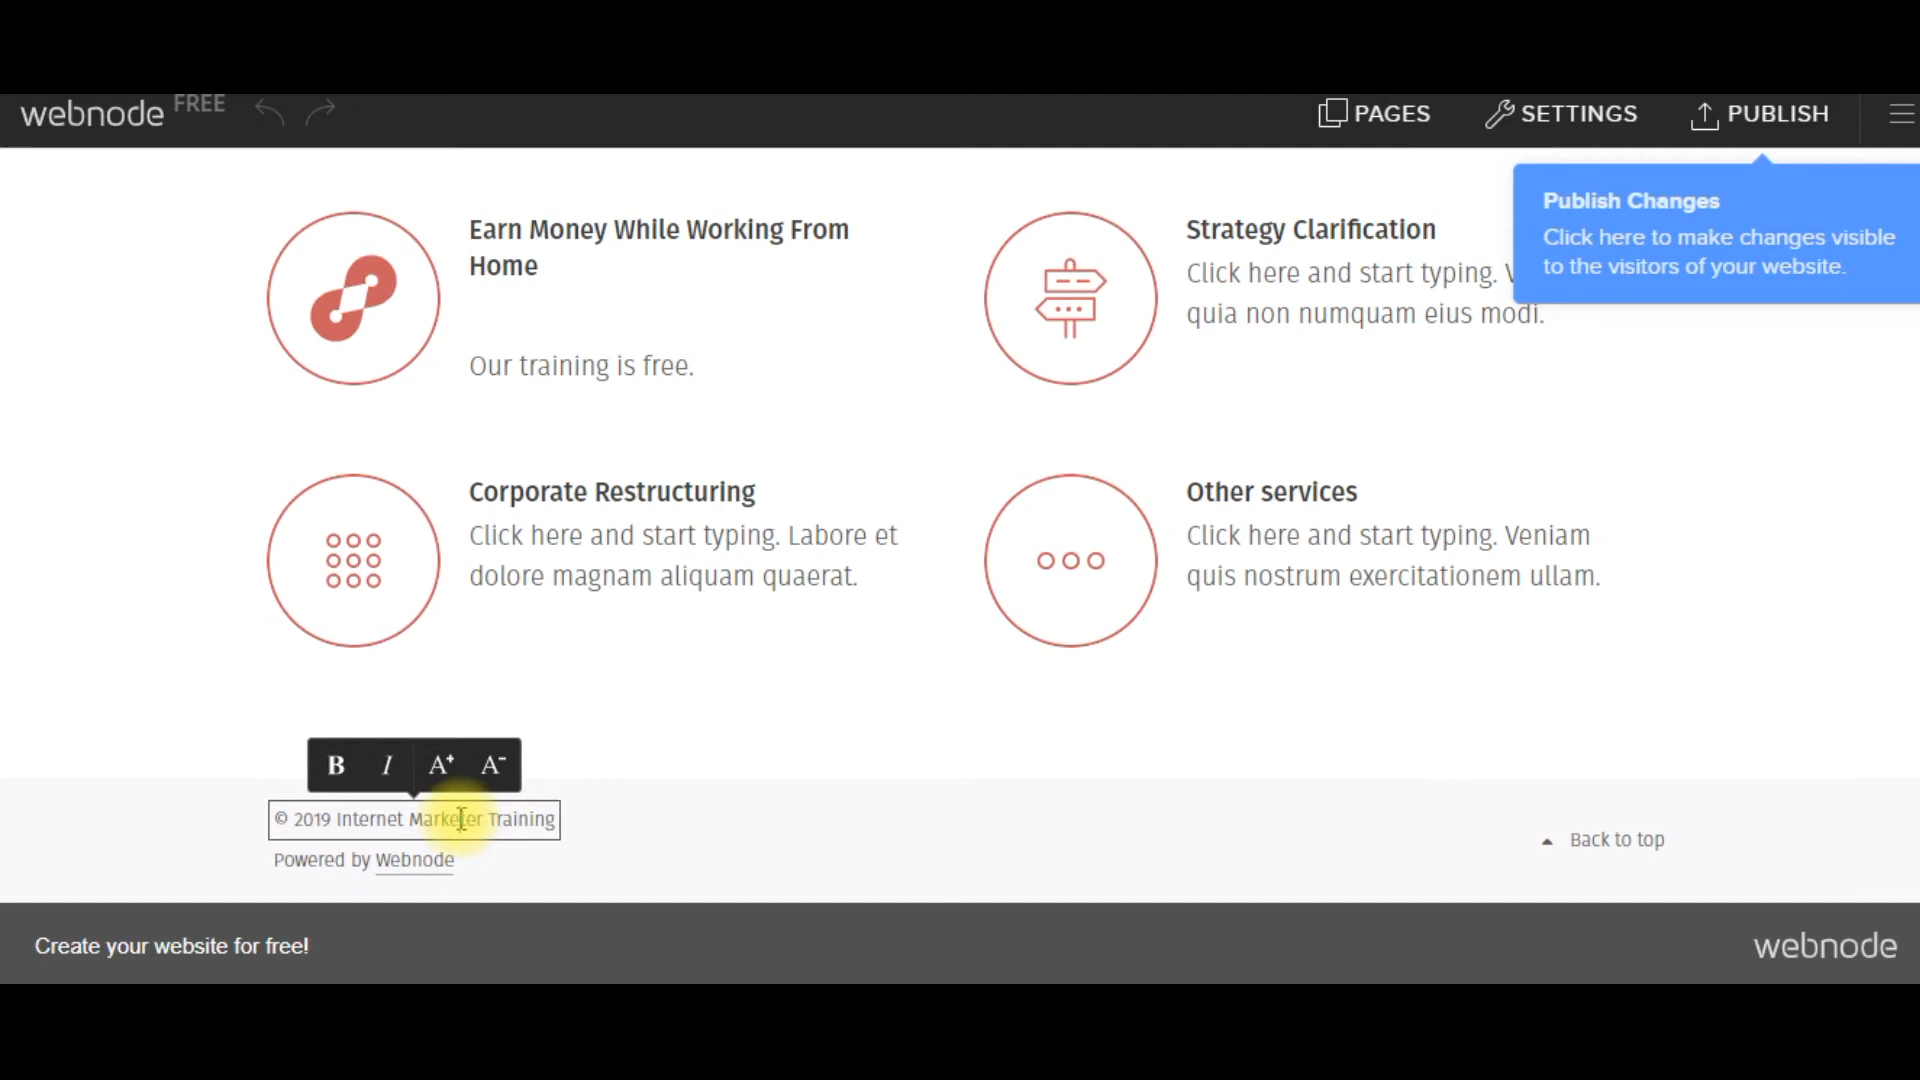 webnode FREE
PAGES
SETTINGS
PUBLISH
Publish Changes
Click here to make changes visible
to the visitors of your website.
Earn Money While Working From
Home
Our training is free.
Strategy Clarification
Click here and start typing.
quia non numquam eius modi.
Corporate Restructuring
Click here and start typing. Labore et
dolore magnam aliquam quaerat.
Other services
Click here and start typing. Veniam
quis nostrum exercitationem ullam.
B I A+ A-
© 2019 Internet Marketer Training
Powered by Webnode
Back to top
Create your website for free!
webnode